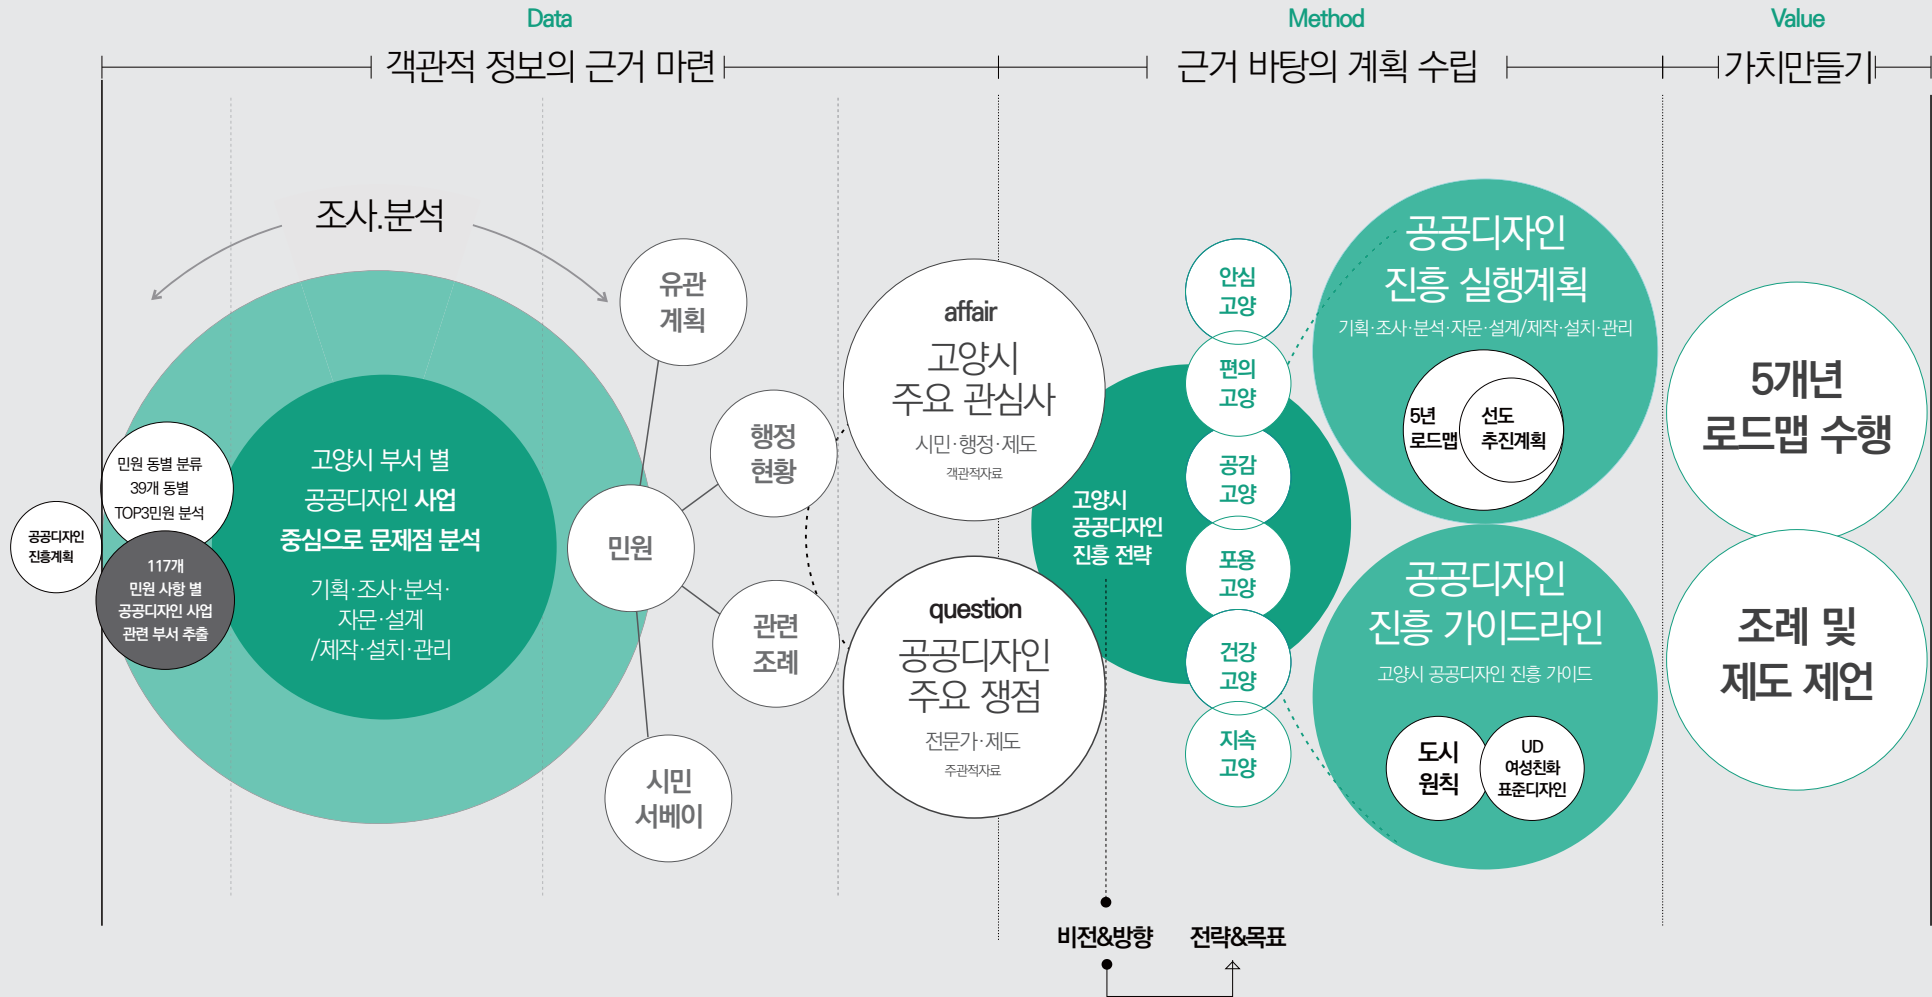 Data
Method
Value
객관적 정보의 근거 마련
근거 바탕의 계획 수립
가치만들기
조사.분석
공공디자인
진흥계획
민원 동별 분류
39개 동별
TOP3민원 분석
117개
민원 사항 별
공공디자인 사업
관련 부서 추출
고양시 부서 별
공공디자인 사업
중심으로 문제점 분석
기획·조사·분석·
자문·설계
/제작·설치·관리
유관
계획
행정
현황
민원
관련
조례
시민
서베이
affair
고양시
주요 관심사
시민·행정·제도
객관적자료
question
공공디자인
주요 쟁점
전문가·제도
주관적자료
고양시
공공디자인
진흥 전략
안심
고양
편의
고양
공감
고양
포용
고양
건강
고양
지속
고양
공공디자인
진흥 실행계획
기획·조사·분석·자문·설계/제작·설치·관리
5년
로드맵
선도
추진계획
공공디자인
진흥 가이드라인
고양시 공공디자인 진흥 가이드
도시
원칙
UD
여성친화
표준디자인
5개년
로드맵 수행
조례 및
제도 제언
비전&방향
전략&목표